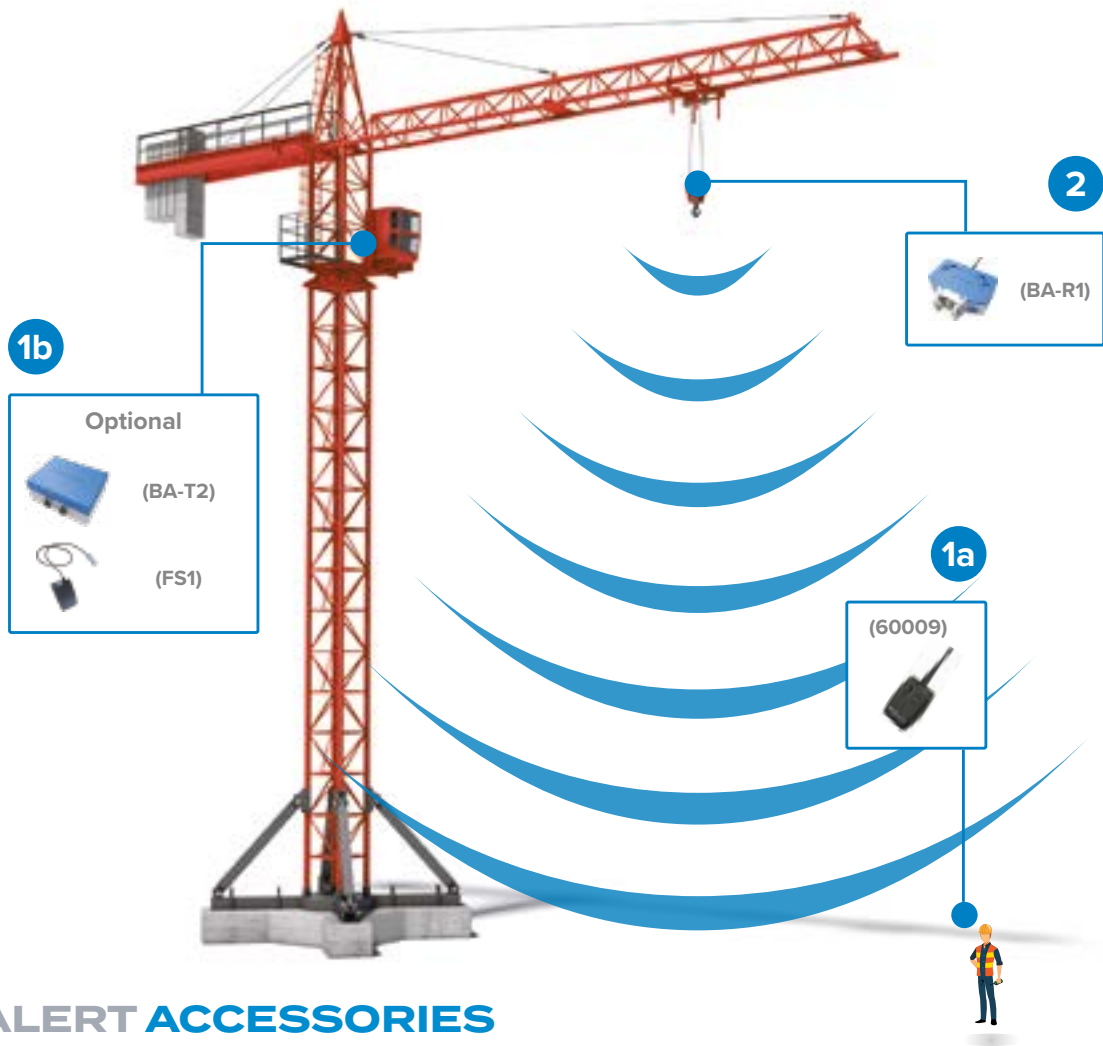 2
(BA-R1)
1b
Optional
(BA-T2)
(FS1)
1a
(60009)
ALERT ACCESSORIES